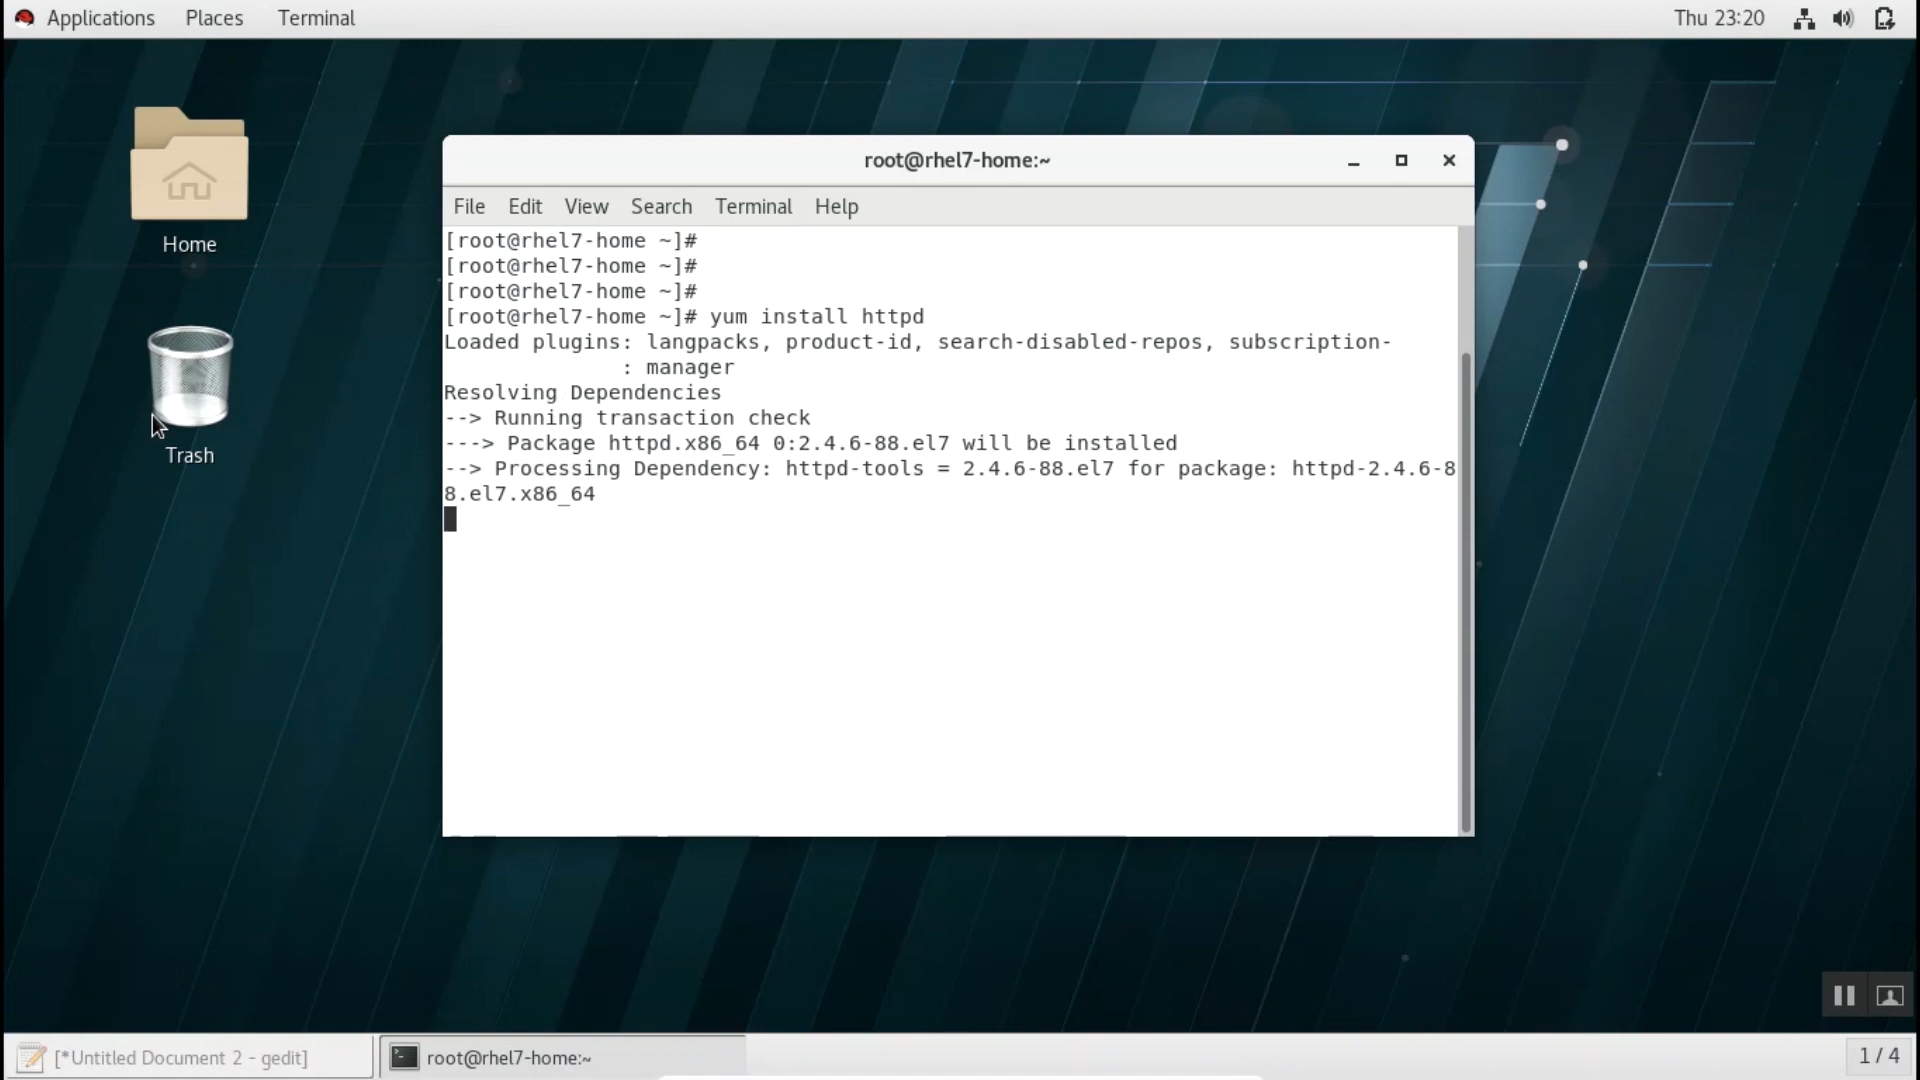 Applications Places Terminal Thu 23:20
Home
Trash
root@rhel7-home:~
File Edit View Search Terminal Help
[root@rhel7-home ~]#
[root@rhel7-home ~]#
[root@rhel7-home ~]#
[root@rhel7-home ~]# yum install httpd
Loaded plugins: langpacks, product-id, search-disabled-repos, subscription-
              : manager
Resolving Dependencies
--> Running transaction check
---> Package httpd.x86_64 0:2.4.6-88.el7 will be installed
--> Processing Dependency: httpd-tools = 2.4.6-88.el7 for package: httpd-2.4.6-8
8.el7.x86_64
[*Untitled Document 2 - gedit] root@rhel7-home:~ 1 / 4